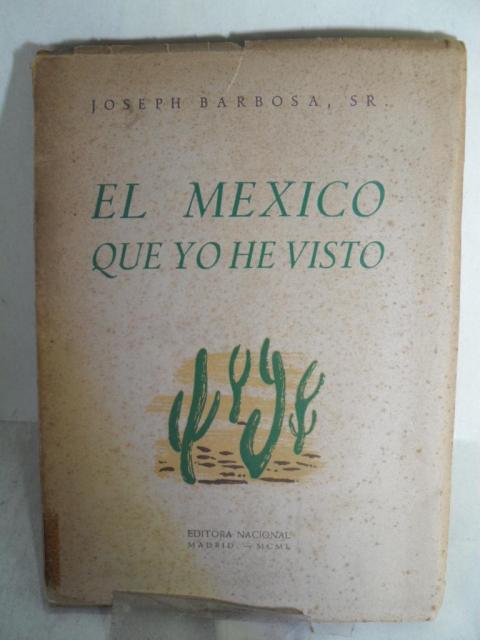 JOSEPH BARBOSA, SR.
EL MEXICO
QUE YO HE VISTO
EDITORA NACIONAL
MADRID. — MCML